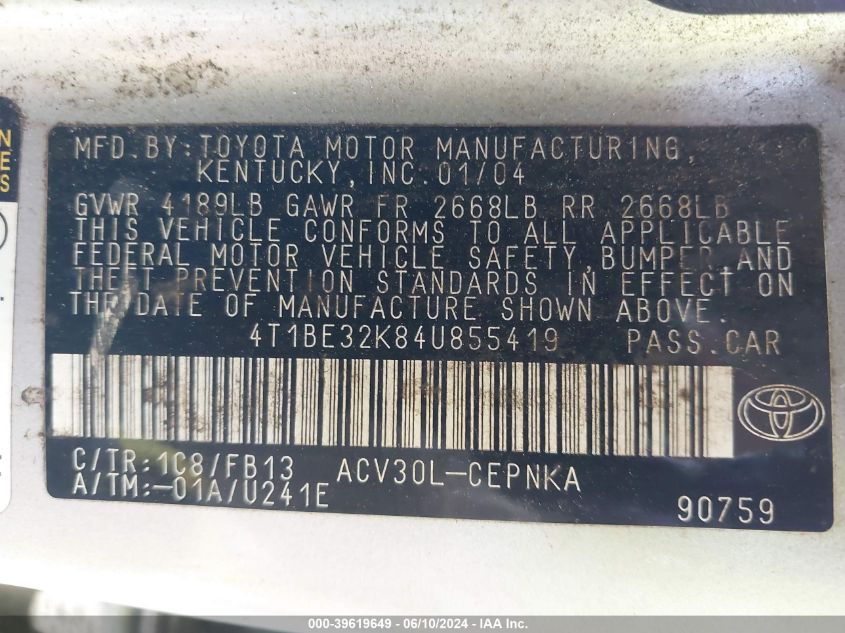 N
E
S
MFD. BY: TOYOTA MOTOR MANUFACTURING,
KENTUCKY, INC. 01/04
GVWR 4189LB GAWR FR 2668LB RR 2668LB
THIS VEHICLE CONFORMS TO ALL APPLICABLE
FEDERAL MOTOR VEHICLE SAFETY, BUMPER, AND
THEFT PREVENTION STANDARDS IN EFFECT ON
THE DATE OF MANUFACTURE SHOWN ABOVE.
4T1BE32K84U855419 PASS. CAR
C/TR: 1C8/FB13 ACV30L-CEPNKA
A/TM:-01A/U241E
90759
000-39619649 - 06/10/2024 - IAA Inc.